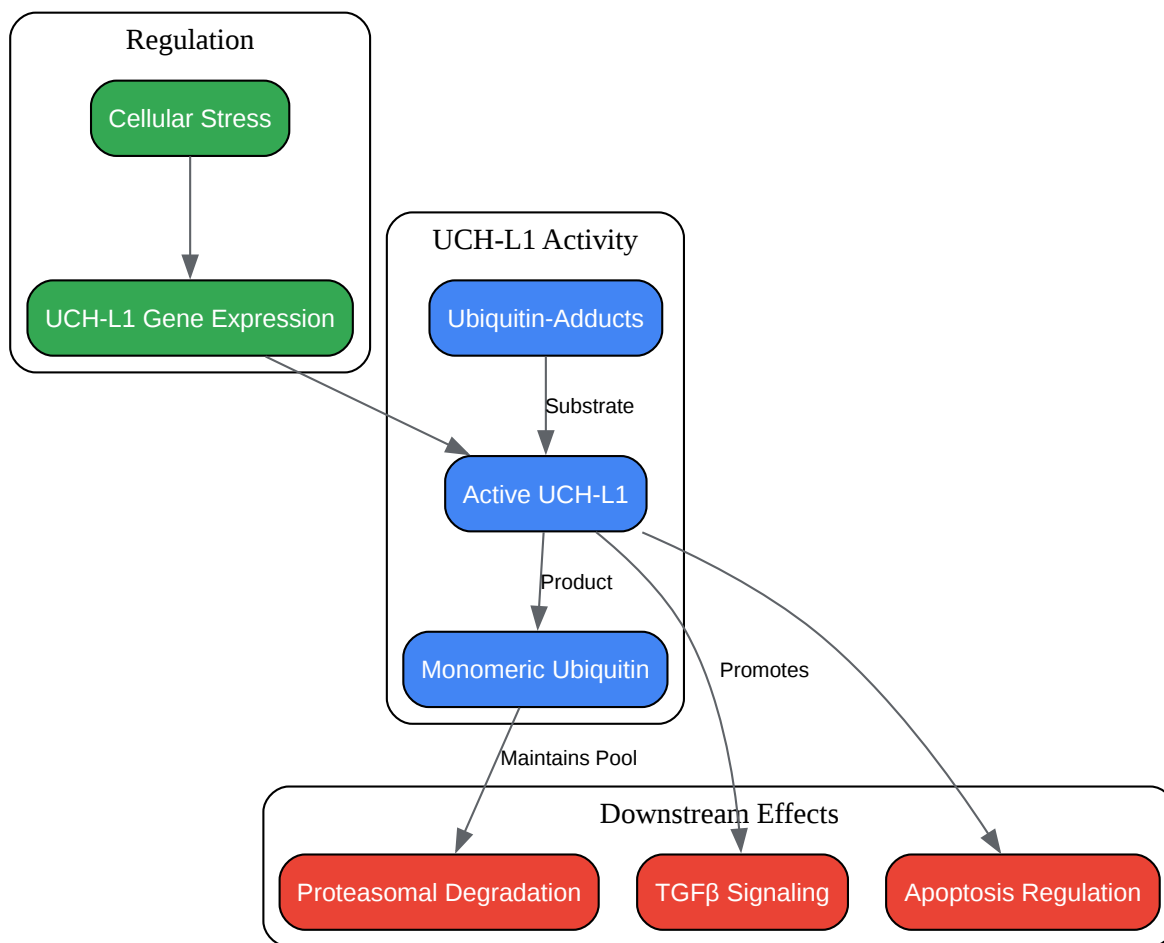 Regulation
Cellular Stress
UCH-L1 Gene Expression
UCH-L1 Activity
Ubiquitin-Adducts
Substrate
Active UCH-L1
Product
Monomeric Ubiquitin
Promotes
Maintains Pool
Downstream Effects
Proteasomal Degradation
TGFβ Signaling
Apoptosis Regulation